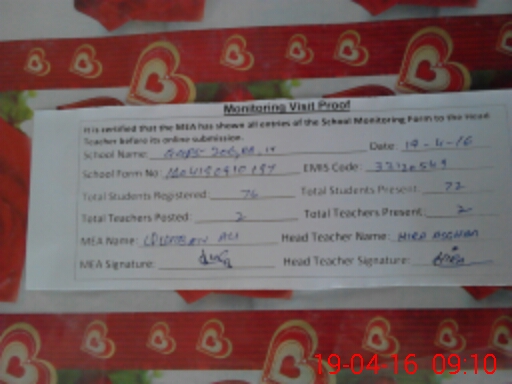 Monitoring Visit Proof
It is certified that the MEA has shown all entries of the School Monitoring Form to the Head
Teacher before its online submission.
School Name: Date: 19-4-16
School Form No EMIS Code:
Total Students Registered: 76 Total Students Present: 72
Total Teachers Posted: 2 Total Teachers Present: 2
MEA Name: ALI Head Teacher Name: HIRA
MEA Signature: Head Teacher Signature: HIRA
19-04-16 09:10